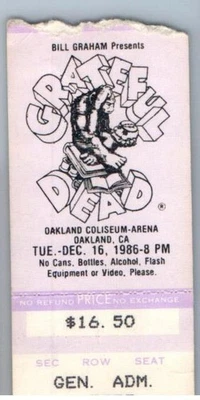 BILL GRAHAM Presents
GRATEFUL
DEAD®
OAKLAND COLISEUM-ARENA
OAKLAND, CA
TUE.-DEC. 16, 1986-8 PM
No Cans, Bottles, Alcohol, Flash
Equipment or Video, Please.
NO REFUND PRICE NO EXCHANGE
$16.50
SEC ROW SEAT
GEN. ADM.